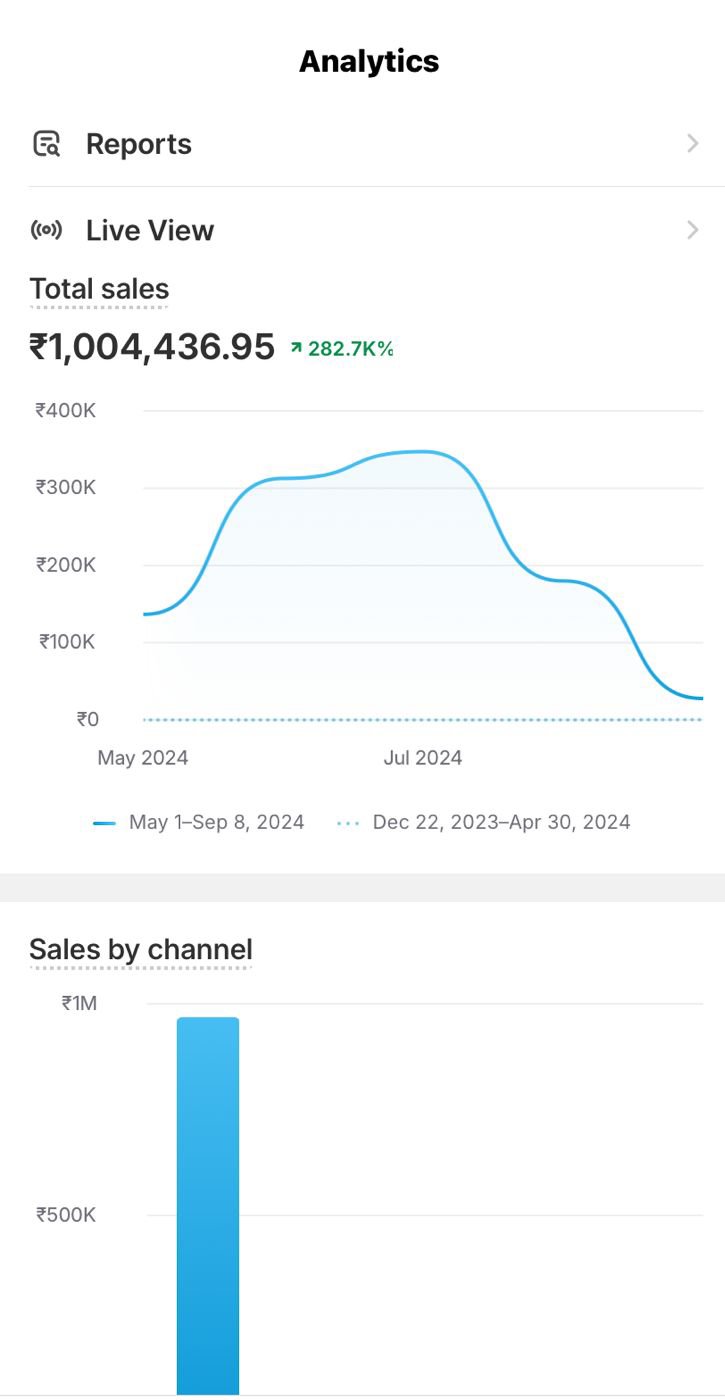 Analytics
Reports
Live View
Total sales
₹1,004,436.95 282.7K%
₹400K
₹300K
₹200K
₹100K
₹0
May 2024 Jul 2024
May 1–Sep 8, 2024 Dec 22, 2023–Apr 30, 2024
Sales by channel
₹1M
₹500K